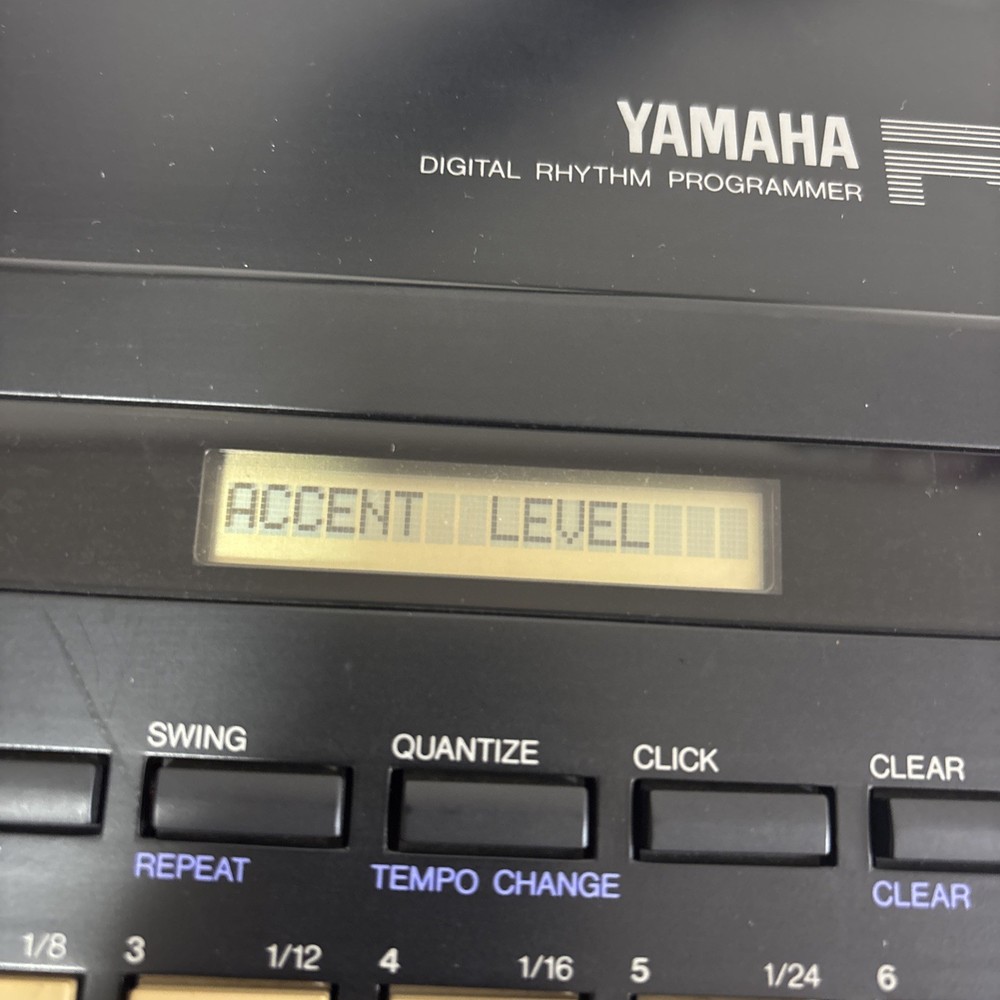 YAMAHA
DIGITAL RHYTHM PROGRAMMER
ACCENT LEVEL
SWING QUANTIZE CLICK CLEAR
REPEAT TEMPO CHANGE CLEAR
1/8 3 1/12 4 1/16 5 1/24 6